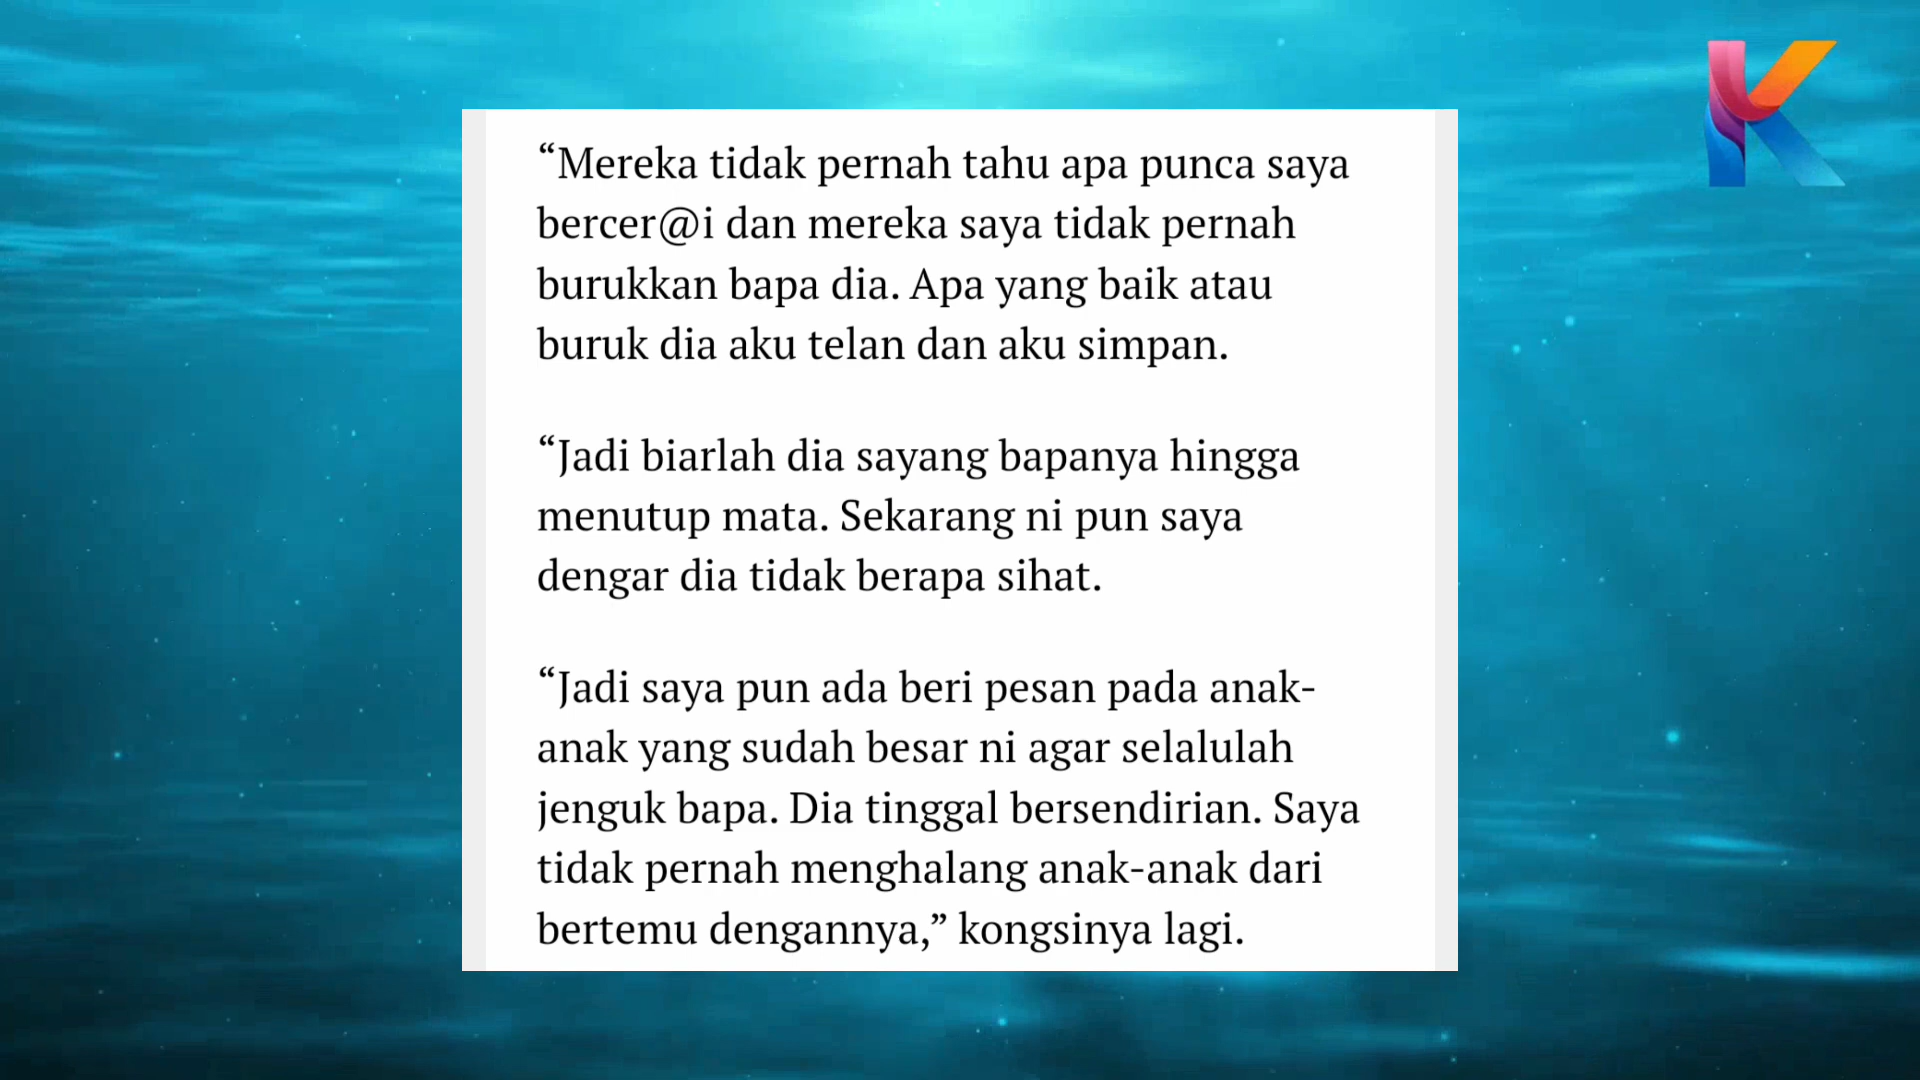 “Mereka tidak pernah tahu apa punca saya
bercer@i dan mereka saya tidak pernah
burukkan bapa dia. Apa yang baik atau
buruk dia aku telan dan aku simpan.
“Jadi biarlah dia sayang bapanya hingga
menutup mata. Sekarang ni pun saya
dengar dia tidak berapa sihat.
“Jadi saya pun ada beri pesan pada anak-
anak yang sudah besar ni agar selalulah
jenguk bapa. Dia tinggal bersendirian. Saya
tidak pernah menghalang anak-anak dari
bertemu dengannya,” kongsinya lagi.
K